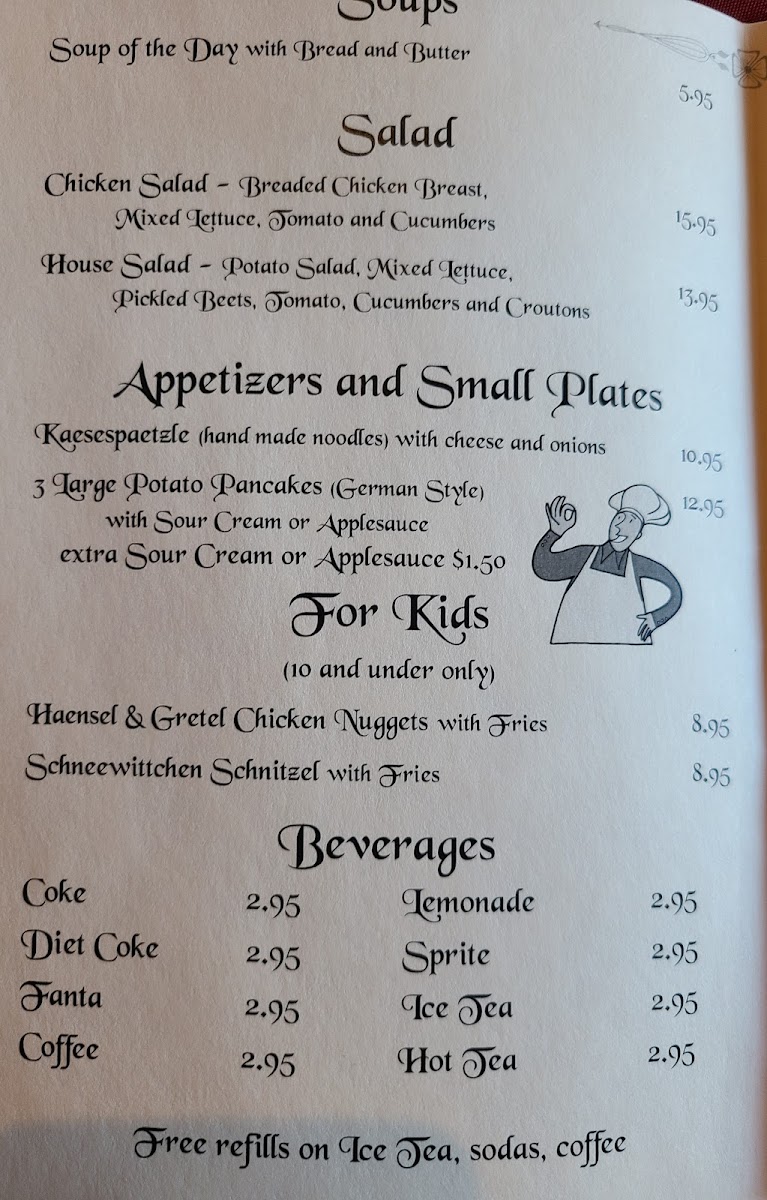 Soups
Soup of the Day with Bread and Butter
5.95
Salad
Chicken Salad - Breaded Chicken Breast,
Mixed Lettuce, Tomato and Cucumbers 15.95
House Salad - Potato Salad, Mixed Lettuce,
Pickled Beets, Tomato, Cucumbers and Croutons 13.95
Appetizers and Small Plates
Kaesespaetzle (hand made noodles) with cheese and onions 10.95
3 Large Potato Pancakes (German Style) 12.95
with Sour Cream or Applesauce
extra Sour Cream or Applesauce $1.50
For Kids
(10 and under only)
Haensel & Gretel Chicken Nuggets with Fries 8.95
Schneewittchen Schnitzel with Fries 8.95
Beverages
Coke 2.95 Lemonade 2.95
Diet Coke 2.95 Sprite 2.95
Fanta 2.95 Ice Tea 2.95
Coffee 2.95 Hot Tea 2.95
Free refills on Ice Tea, sodas, coffee